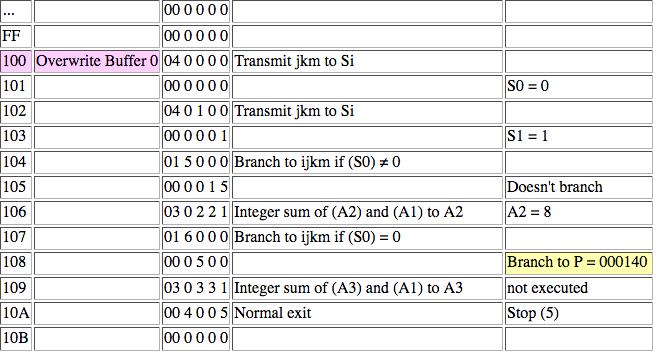 ... 00 0 0 0 0
FF 00 0 0 0 0
100 Overwrite Buffer 0 04 0 0 0 0 Transmit jkm to Si
101 00 0 0 0 0 S0 = 0
102 04 0 1 0 0 Transmit jkm to Si
103 00 0 0 0 1 S1 = 1
104 01 5 0 0 0 Branch to ijkm if (S0) ≠ 0
105 00 0 0 1 5 Doesn't branch
106 03 0 2 2 1 Integer sum of (A2) and (A1) to A2 A2 = 8
107 01 6 0 0 0 Branch to ijkm if (S0) = 0
108 00 0 5 0 0 Branch to P = 000140
109 03 0 3 3 1 Integer sum of (A3) and (A1) to A3 not executed
10A 00 4 0 0 5 Normal exit Stop (5)
10B 00 0 0 0 0